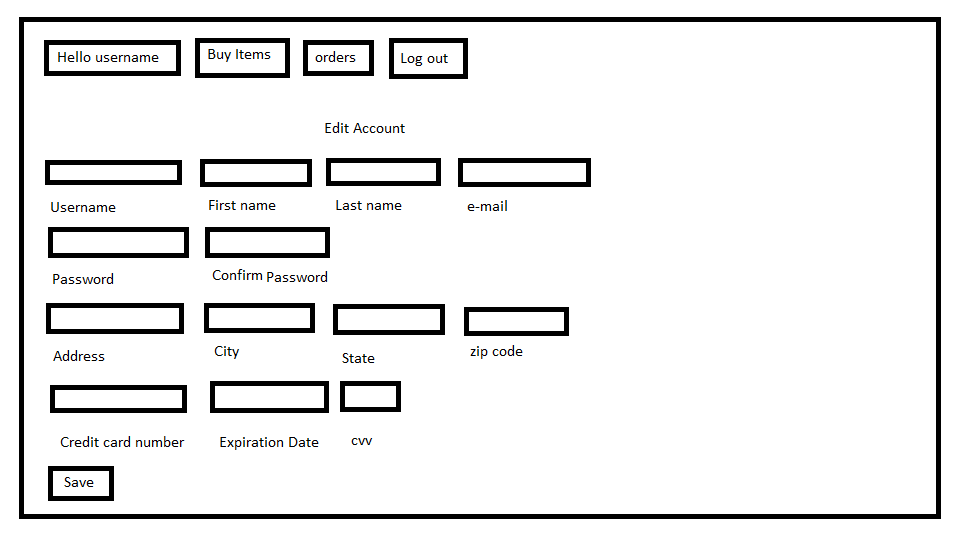 Hello username Buy Items orders Log out
Edit Account
Username First name Last name e-mail
Password Confirm Password
Address City State zip code
Credit card number Expiration Date cvv
Save